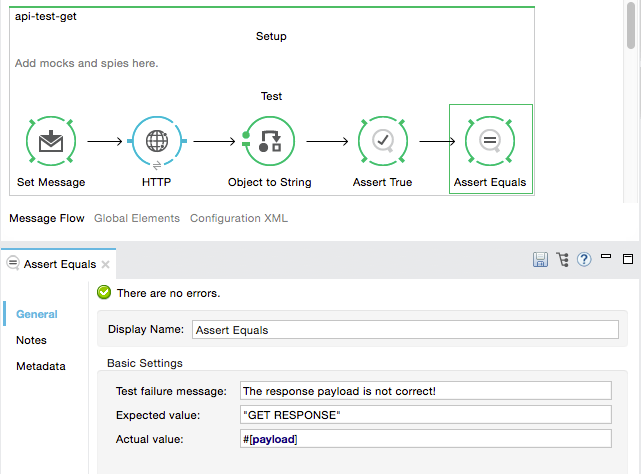 api-test-get
Setup
Add mocks and spies here.
Test
Set Message HTTP Object to String Assert True Assert Equals
Message Flow Global Elements Configuration XML
Assert Equals
There are no errors.
General
Notes
Metadata
Display Name: Assert Equals
Basic Settings
Test failure message: The response payload is not correct!
Expected value: "GET RESPONSE"
Actual value: #[payload]